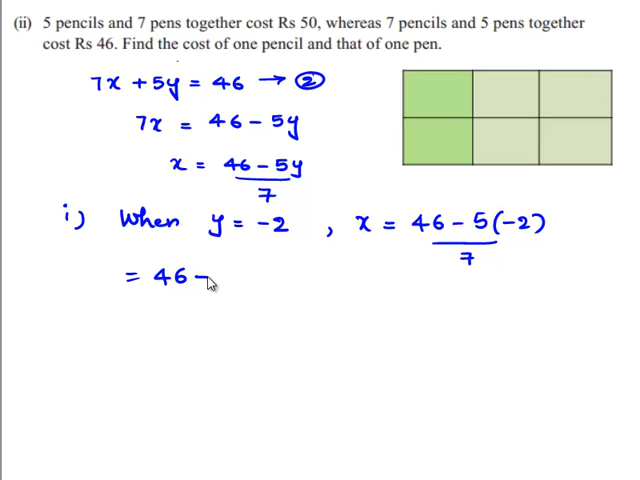 (ii) 5 pencils and 7 pens together cost Rs 50, whereas 7 pencils and 5 pens together
cost Rs 46. Find the cost of one pencil and that of one pen.
7x + 5y = 46 → ②
7x = 46 - 5y
x = 46 - 5y
7
i) When y = -2 , x = 46 - 5(-2)
7
= 46 -